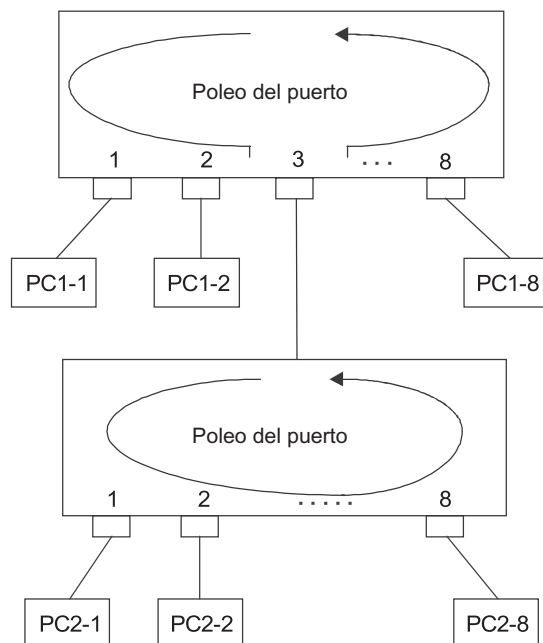 Poleo del puerto
1 2 3 . . . 8
PC1-1 PC1-2 PC1-8
Poleo del puerto
1 2 . . . . . 8
PC2-1 PC2-2 PC2-8